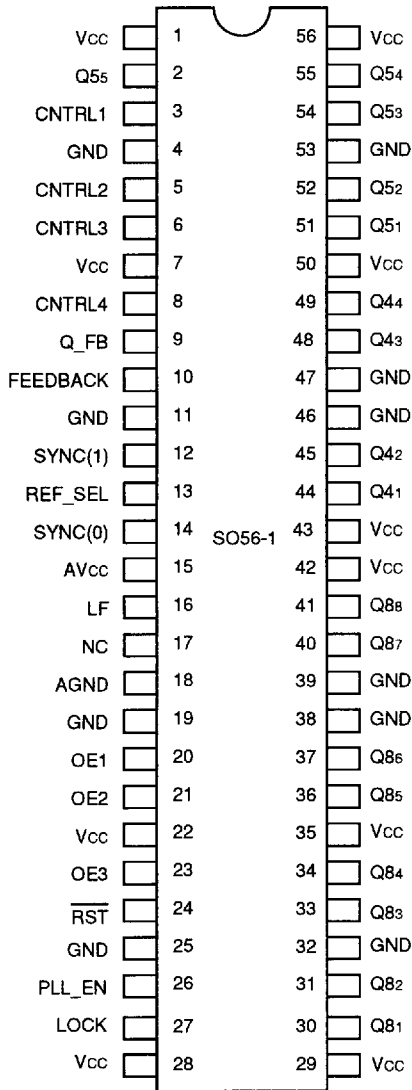 Vcc 1 56 Vcc
Q55 2 55 Q54
CNTRL1 3 54 Q53
GND 4 53 GND
CNTRL2 5 52 Q52
CNTRL3 6 51 Q51
Vcc 7 50 Vcc
CNTRL4 8 49 Q44
Q_FB 9 48 Q43
FEEDBACK 10 47 GND
GND 11 46 GND
SYNC(1) 12 45 Q42
REF_SEL 13 44 Q41
SYNC(0) 14 SO56-1 43 Vcc
AVcc 15 42 Vcc
LF 16 41 Q88
NC 17 40 Q87
AGND 18 39 GND
GND 19 38 GND
OE1 20 37 Q86
OE2 21 36 Q85
Vcc 22 35 Vcc
OE3 23 34 Q84
RST 24 33 Q83
GND 25 32 GND
PLL_EN 26 31 Q82
LOCK 27 30 Q81
Vcc 28 29 Vcc